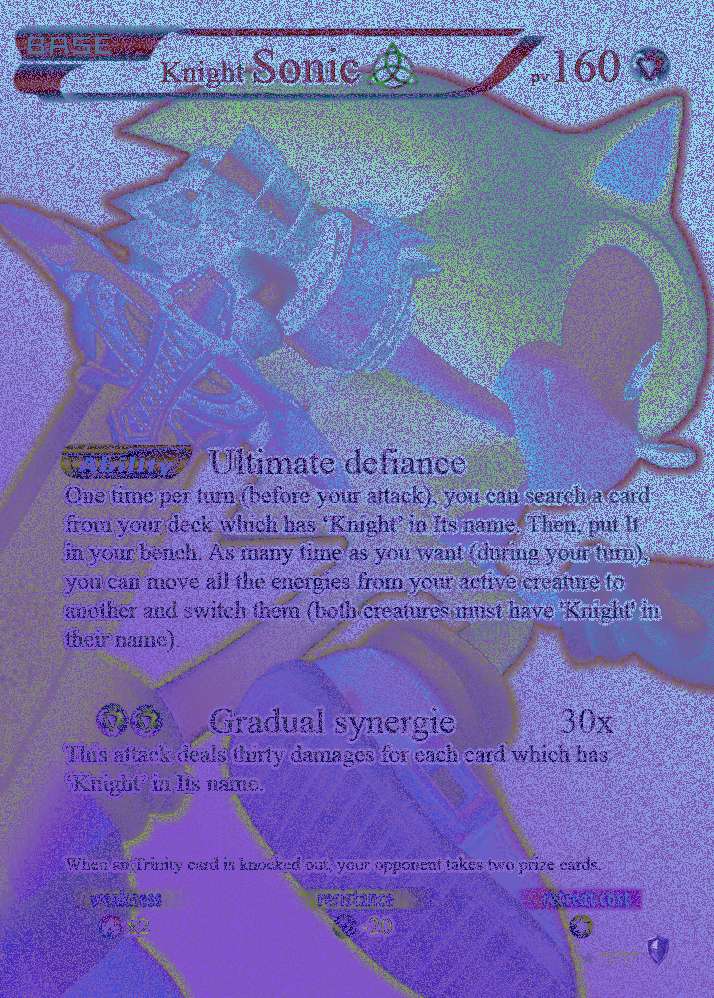 BASE
Knight Sonic pv 160
Ability Ultimate defiance
One time per turn (before your attack), you can search a card
from your deck which has 'Knight' in Its name. Then, put It
in your bench. As many time as you want (during your turn),
you can move all the energies from your active creature to
another and switch them (both creatures must have 'Knight' in
their name).
Gradual synergie 30x
This attack deals thirty damages for each card which has
'Knight' in Its name.
When an Trinity card is knocked out, your opponent takes two prize cards.
weakness resistance Retreat cost
x2 -20